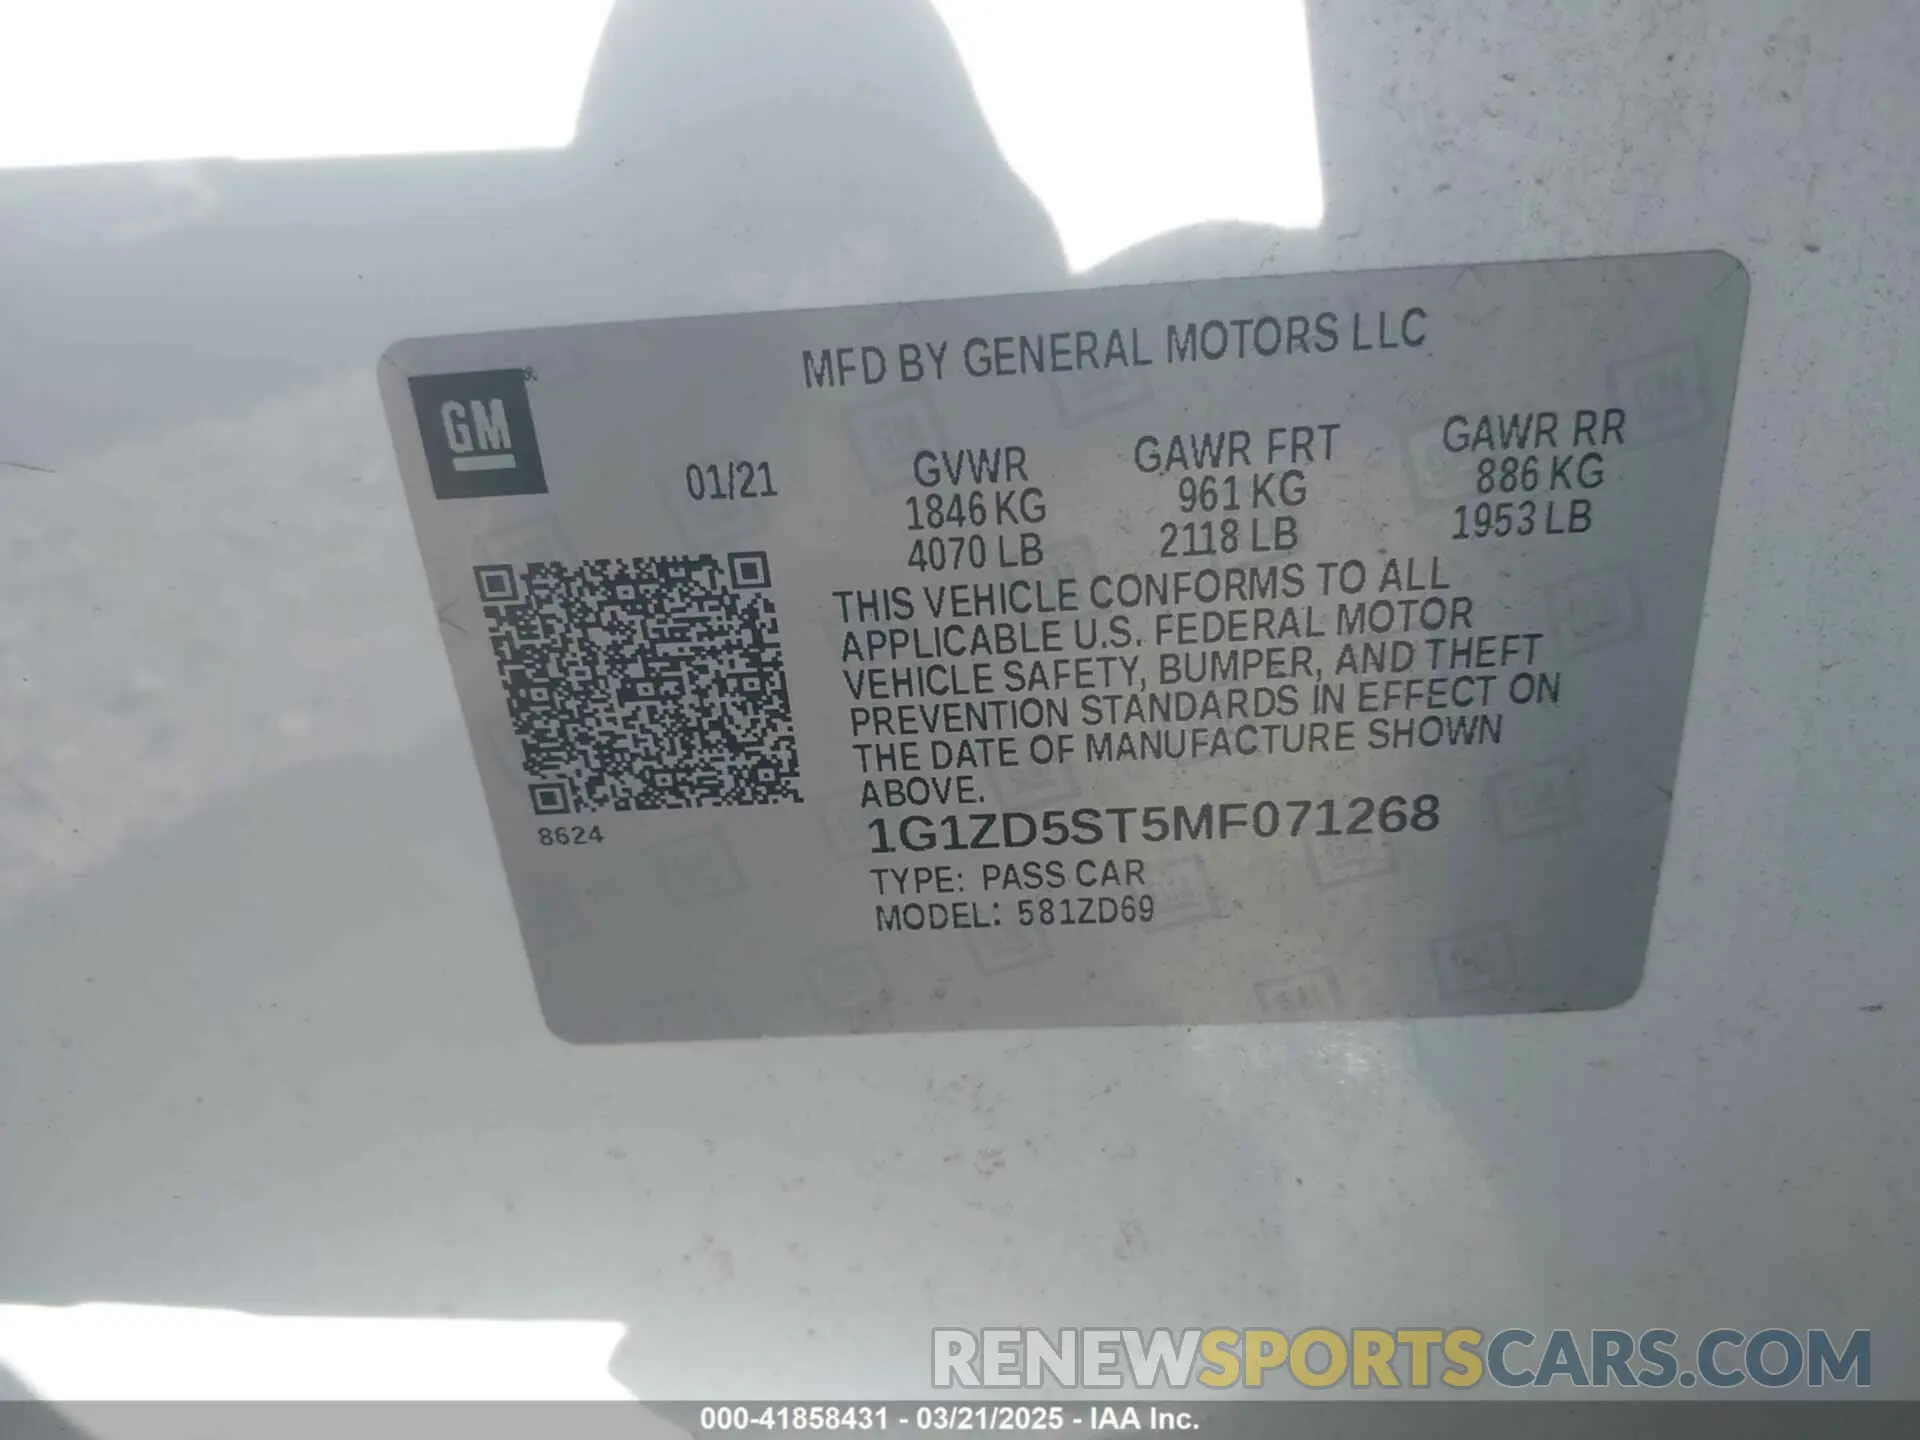 MFD BY GENERAL MOTORS LLC
GM
01/21
GVWR
1846 KG
4070 LB
GAWR FRT
961 KG
2118 LB
GAWR RR
886 KG
1953 LB
THIS VEHICLE CONFORMS TO ALL
APPLICABLE U.S. FEDERAL MOTOR
VEHICLE SAFETY, BUMPER, AND THEFT
PREVENTION STANDARDS IN EFFECT ON
THE DATE OF MANUFACTURE SHOWN
ABOVE.
8624
1G1ZD5ST5MF071268
TYPE: PASS CAR
MODEL: 581ZD69
RENEWSPORTSCARS.COM
000-41858431 - 03/21/2025 - IAA Inc.